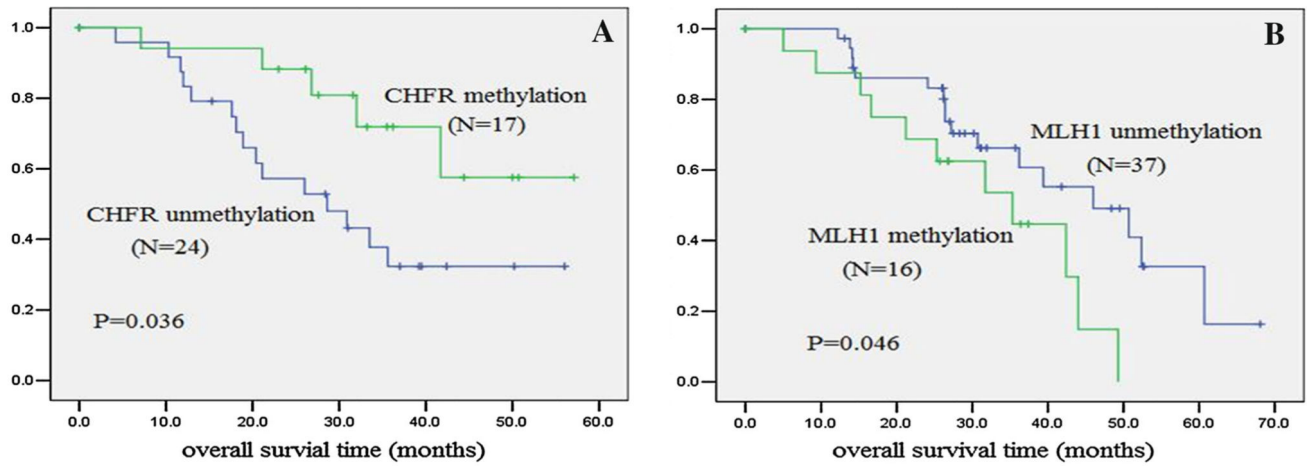 A
1.0
0.8
0.6
0.4
0.2
0.0
CHFR methylation
(N=17)
CHFR unmethylation
(N=24)
P=0.036
0.0 10.0 20.0 30.0 40.0 50.0 60.0
overall survial time (months)
B
1.0
0.8
0.6
0.4
0.2
0.0
MLH1 unmethylation
(N=37)
MLH1 methylation
(N=16)
P=0.046
0.0 10.0 20.0 30.0 40.0 50.0 60.0 70.0
overall survival time (months)